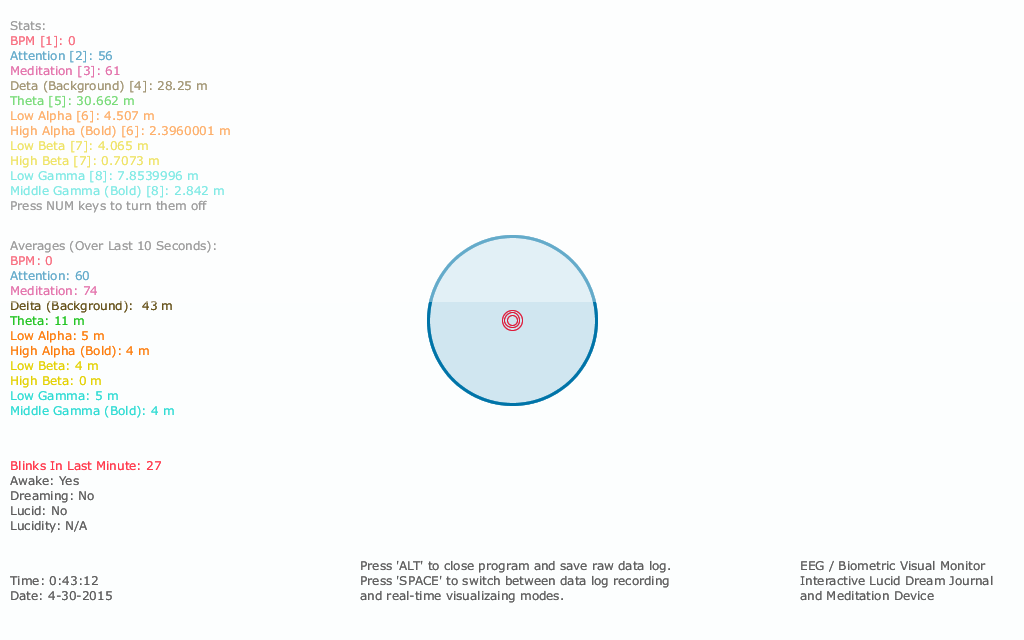 Stats:
BPM [1]: 0
Attention [2]: 56
Meditation [3]: 61
Deta (Background) [4]: 28.25 m
Theta [5]: 30.662 m
Low Alpha [6]: 4.507 m
High Alpha (Bold) [6]: 2.3960001 m
Low Beta [7]: 4.065 m
High Beta [7]: 0.7073 m
Low Gamma [8]: 7.8539996 m
Middle Gamma (Bold) [8]: 2.842 m
Press NUM keys to turn them off
Averages (Over Last 10 Seconds):
BPM: 0
Attention: 60
Meditation: 74
Delta (Background):  43 m
Theta: 11 m
Low Alpha: 5 m
High Alpha (Bold): 4 m
Low Beta: 4 m
High Beta: 0 m
Low Gamma: 5 m
Middle Gamma (Bold): 4 m
Blinks In Last Minute: 27
Awake: Yes
Dreaming: No
Lucid: No
Lucidity: N/A
Time: 0:43:12
Date: 4-30-2015
Press 'ALT' to close program and save raw data log.
Press 'SPACE' to switch between data log recording
and real-time visualizaing modes.
EEG / Biometric Visual Monitor
Interactive Lucid Dream Journal
and Meditation Device